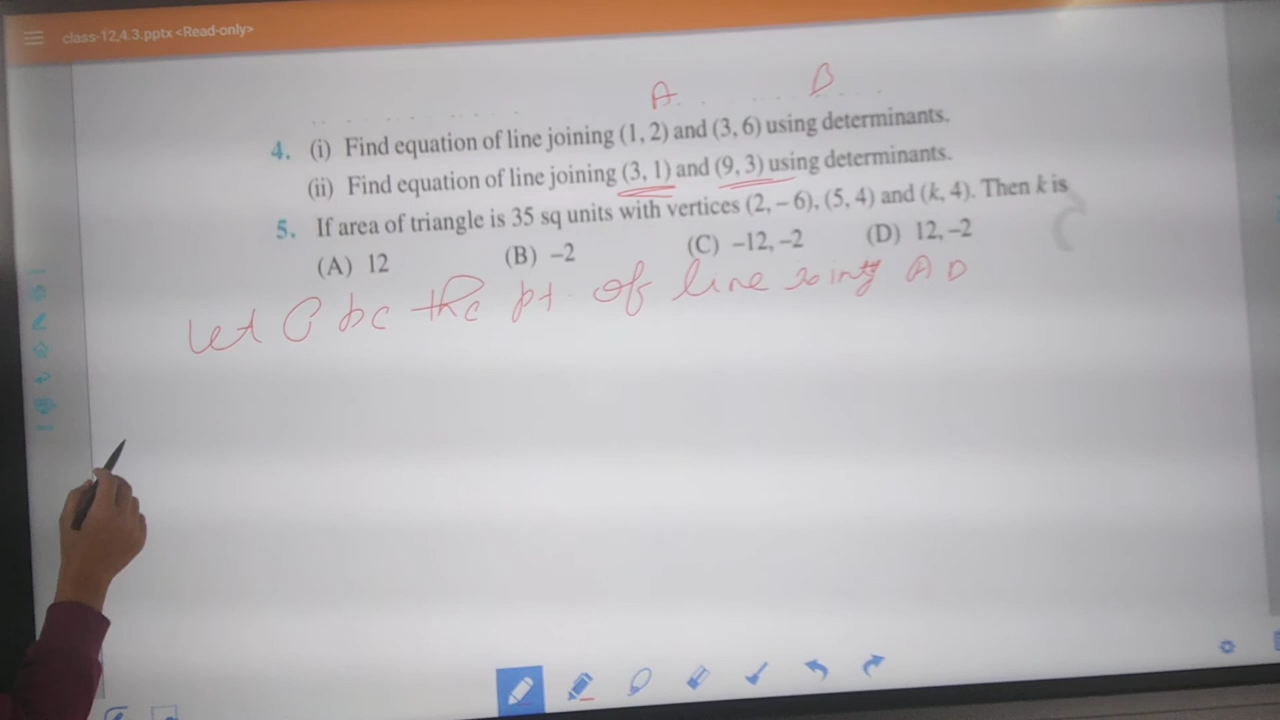 class-12,4.3.pptx <Read-only>
A B
4. (i) Find equation of line joining (1, 2) and (3, 6) using determinants.
(ii) Find equation of line joining (3, 1) and (9, 3) using determinants.
5. If area of triangle is 35 sq units with vertices (2, – 6), (5, 4) and (k, 4). Then k is
(A) 12 (B) –2 (C) –12, –2 (D) 12, –2
Let be the pt. of line joining A